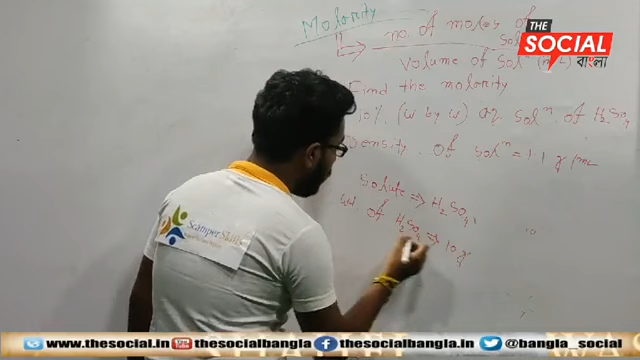 Molarity
no. of moles of
Volume of Solⁿ (mL)
Find the molarity
10% (w by w) aq solⁿ. of H₂SO₄
Density. of solⁿ = 1.1 g/mL
Solute ⇒ H₂SO₄,
wt. of H₂SO₄ ⇒ 10 g
THE
SOCIAL
বাংলা
Scamper Skills
www.thesocial.in
thesocialbangla
thesocialbangla.in
@bangla_social